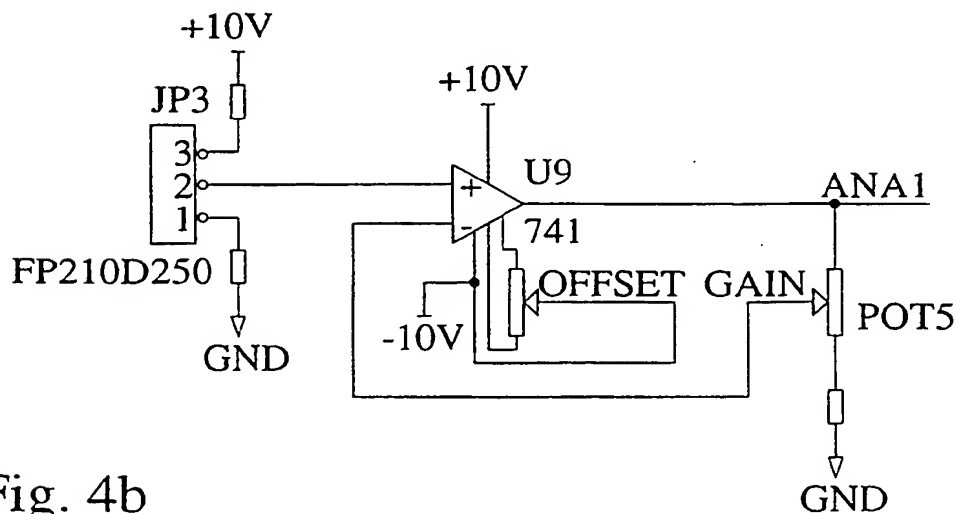 +10V
JP3
+10V
3
2
1
+
-
U9
741
ANA1
FP210D250
OFFSET
GAIN
POT5
-10V
GND
GND
Fig. 4b